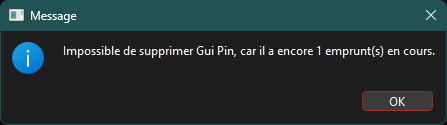 Message
Impossible de supprimer Gui Pin, car il a encore 1 emprunt(s) en cours.
OK